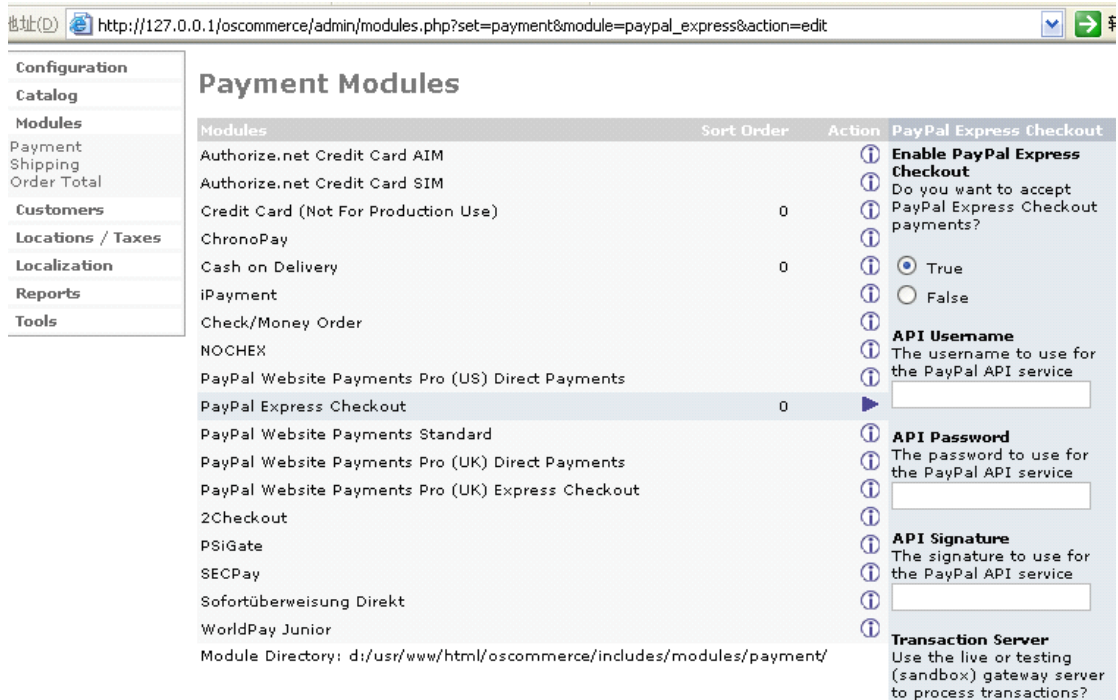 地址(D) http://127.0.0.1/oscommerce/admin/modules.php?set=payment&module=paypal_express&action=edit
Configuration
Catalog
Modules
Payment
Shipping
Order Total
Customers
Locations / Taxes
Localization
Reports
Tools
Payment Modules
Modules Sort Order Action
Authorize.net Credit Card AIM
Authorize.net Credit Card SIM
Credit Card (Not For Production Use) 0
ChronoPay
Cash on Delivery 0
iPayment
Check/Money Order
NOCHEX
PayPal Website Payments Pro (US) Direct Payments
PayPal Express Checkout 0
PayPal Website Payments Standard
PayPal Website Payments Pro (UK) Direct Payments
PayPal Website Payments Pro (UK) Express Checkout
2Checkout
PSiGate
SECPay
Sofortüberweisung Direkt
WorldPay Junior
Module Directory: d:/usr/www/html/oscommerce/includes/modules/payment/
PayPal Express Checkout
Enable PayPal Express
Checkout
Do you want to accept
PayPal Express Checkout
payments?
True
False
API Username
The username to use for
the PayPal API service
API Password
The password to use for
the PayPal API service
API Signature
The signature to use for
the PayPal API service
Transaction Server
Use the live or testing
(sandbox) gateway server
to process transactions?